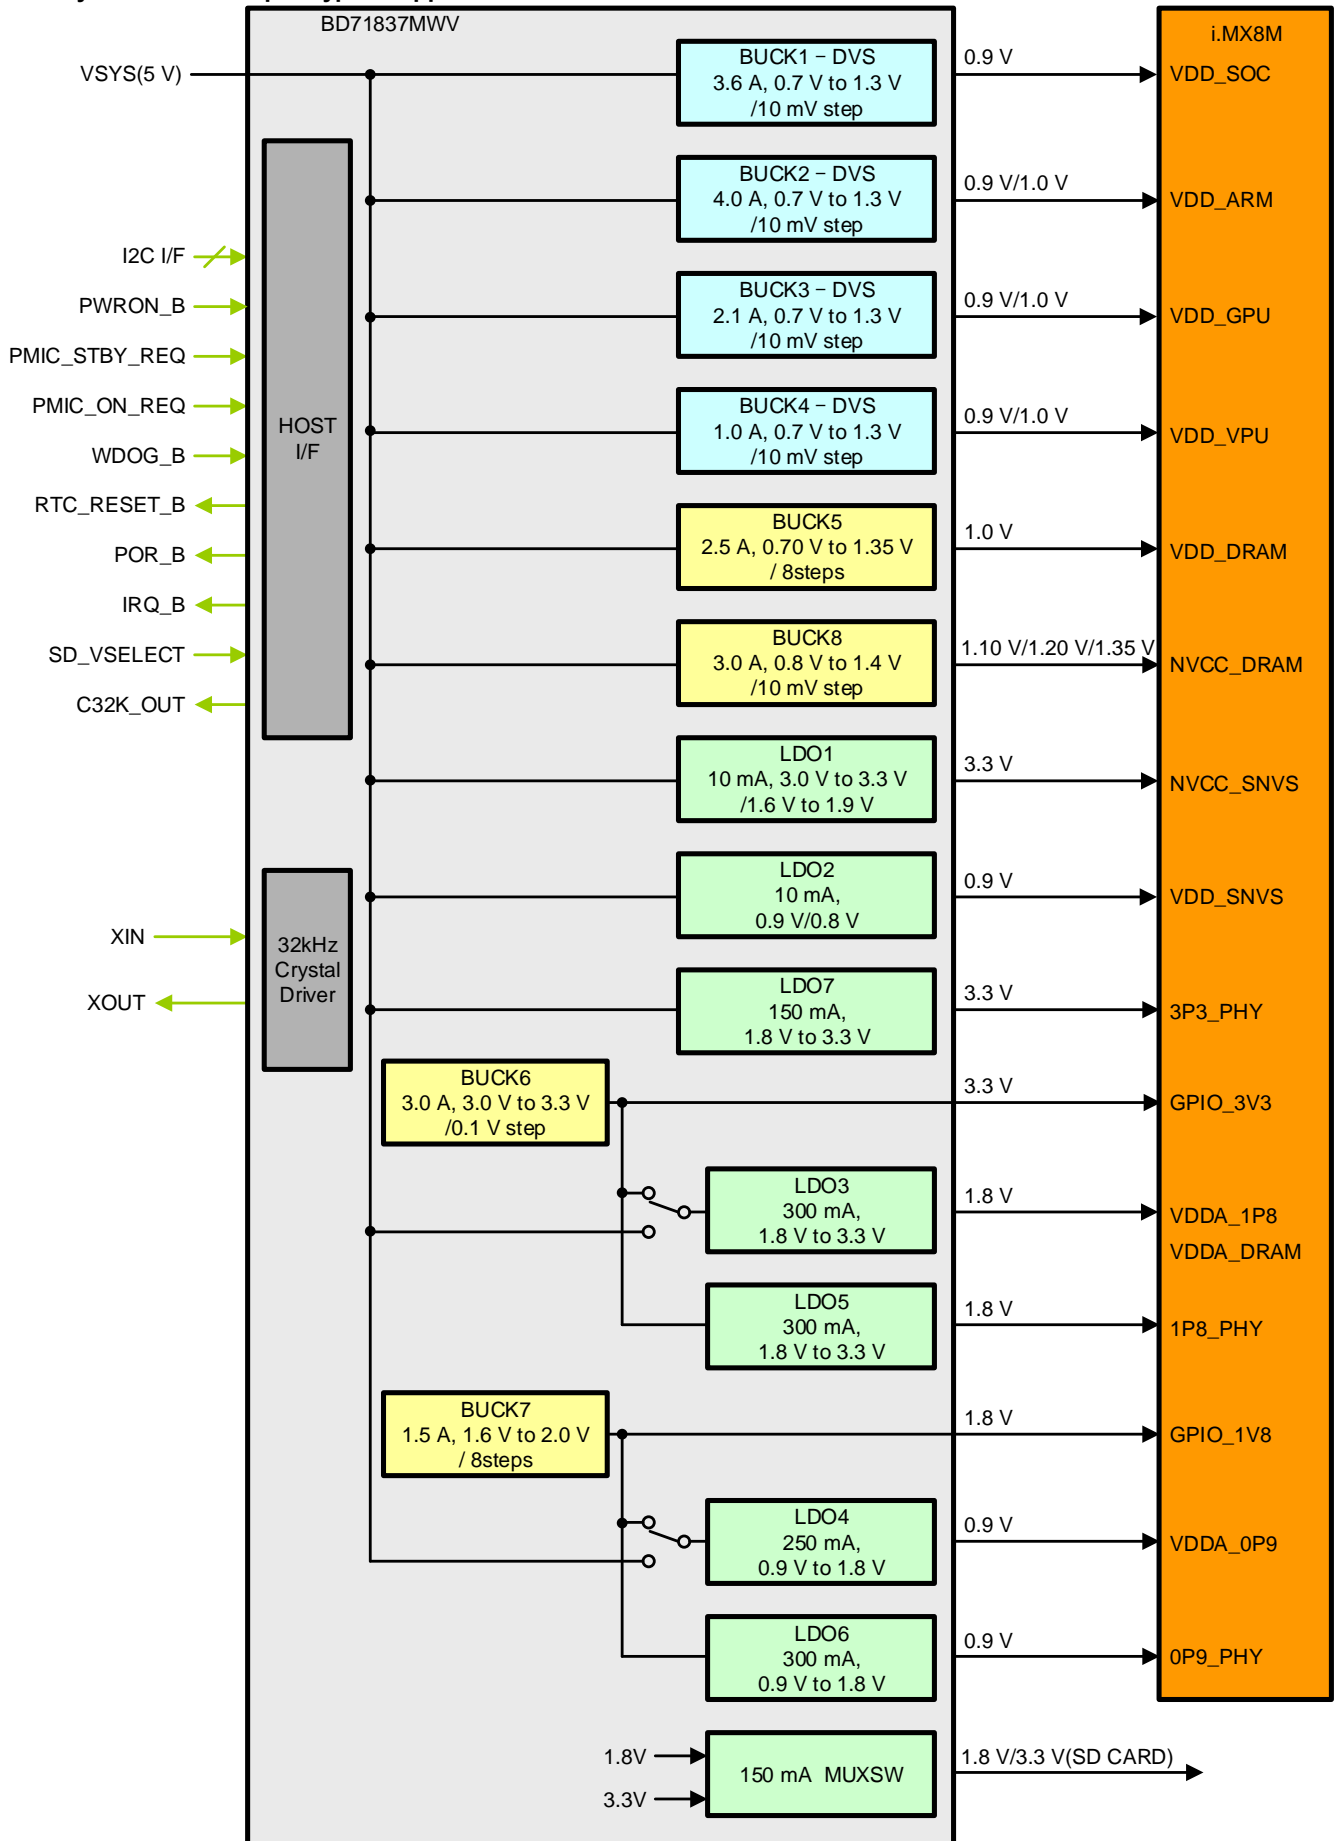 BD71837MWV
i.MX8M
VSYS(5 V)
BUCK1 − DVS
3.6 A, 0.7 V to 1.3 V
/10 mV step
0.9 V
VDD_SOC
BUCK2 − DVS
4.0 A, 0.7 V to 1.3 V
/10 mV step
0.9 V/1.0 V
VDD_ARM
I2C I/F
PWRON_B
PMIC_STBY_REQ
PMIC_ON_REQ
WDOG_B
RTC_RESET_B
POR_B
IRQ_B
SD_VSELECT
C32K_OUT
HOST
I/F
BUCK3 − DVS
2.1 A, 0.7 V to 1.3 V
/10 mV step
0.9 V/1.0 V
VDD_GPU
BUCK4 − DVS
1.0 A, 0.7 V to 1.3 V
/10 mV step
0.9 V/1.0 V
VDD_VPU
BUCK5
2.5 A, 0.70 V to 1.35 V
/ 8steps
1.0 V
VDD_DRAM
BUCK8
3.0 A, 0.8 V to 1.4 V
/10 mV step
1.10 V/1.20 V/1.35 V
NVCC_DRAM
LDO1
10 mA, 3.0 V to 3.3 V
/1.6 V to 1.9 V
3.3 V
NVCC_SNVS
LDO2
10 mA,
0.9 V/0.8 V
0.9 V
VDD_SNVS
XIN
XOUT
32kHz
Crystal
Driver
LDO7
150 mA,
1.8 V to 3.3 V
3.3 V
3P3_PHY
BUCK6
3.0 A, 3.0 V to 3.3 V
/0.1 V step
3.3 V
GPIO_3V3
LDO3
300 mA,
1.8 V to 3.3 V
1.8 V
VDDA_1P8
VDDA_DRAM
LDO5
300 mA,
1.8 V to 3.3 V
1.8 V
1P8_PHY
BUCK7
1.5 A, 1.6 V to 2.0 V
/ 8steps
1.8 V
GPIO_1V8
LDO4
250 mA,
0.9 V to 1.8 V
0.9 V
VDDA_0P9
LDO6
300 mA,
0.9 V to 1.8 V
0.9 V
0P9_PHY
1.8V
3.3V
150 mA MUXSW
1.8 V/3.3 V(SD CARD)